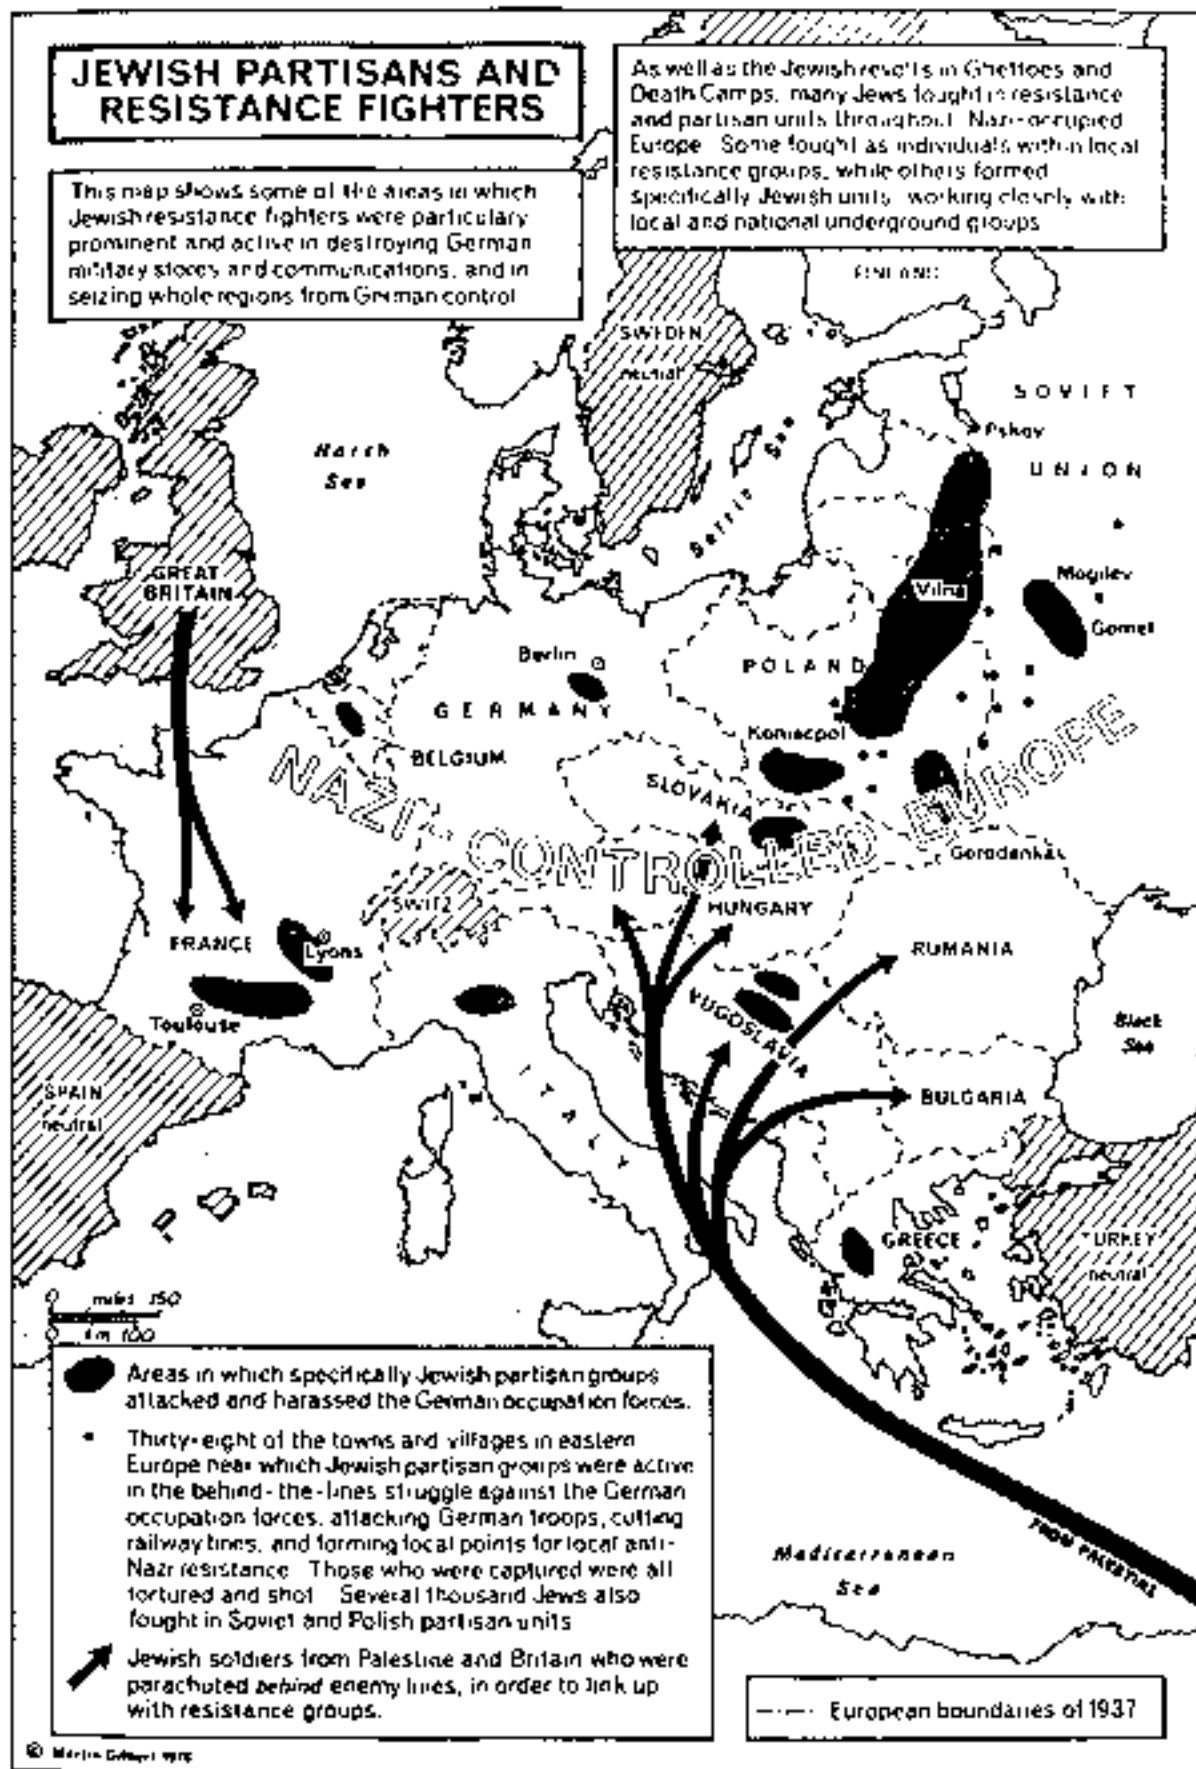 JEWISH PARTISANS AND
RESISTANCE FIGHTERS
This map shows some of the areas in which
Jewish resistance fighters were particulary
prominent and active in destroying German
military stores and communications, and in
seizing whole regions from German control
As well as the Jewish revolts in Ghettoes and
Death Camps, many Jews fought in resistance
and partisan units throughout Nazi-occupied
Europe Some fought as individuals within local
resistance groups, while others formed
specifically Jewish units working closely with
local and national underground groups
FINLAND
SWEDEN
neutral
SOVIET
UNION
Pskov
North
Sea
Baltic Sea
GREAT
BRITAIN
Vilna
Mogilev
Gomel
Berlin
POLAND
GERMANY
Koniecpol
BELGIUM
SLOVAKIA
NAZI-CONTROLLED EUROPE
Gorodenka
SWITZ
HUNGARY
FRANCE
Lyons
RUMANIA
YUGOSLAVIA
Toulouse
Black
Sea
SPAIN
neutral
ITALY
BULGARIA
GREECE
TURKEY
neutral
0 miles 150
0 km 100
FROM PALESTINE
Mediterranean
Sea
Areas in which specifically Jewish partisan groups
attacked and harassed the German occupation forces.
Thirty-eight of the towns and villages in eastern
Europe near which Jewish partisan groups were active
in the behind-the-lines struggle against the German
occupation forces, attacking German troops, cutting
railway lines, and forming focal points for local anti-
Nazi resistance Those who were captured were all
tortured and shot Several thousand Jews also
fought in Soviet and Polish partisan units
Jewish soldiers from Palestine and Britain who were
parachuted behind enemy lines, in order to link up
with resistance groups.
European boundaries of 1937
© Martin Gilbert